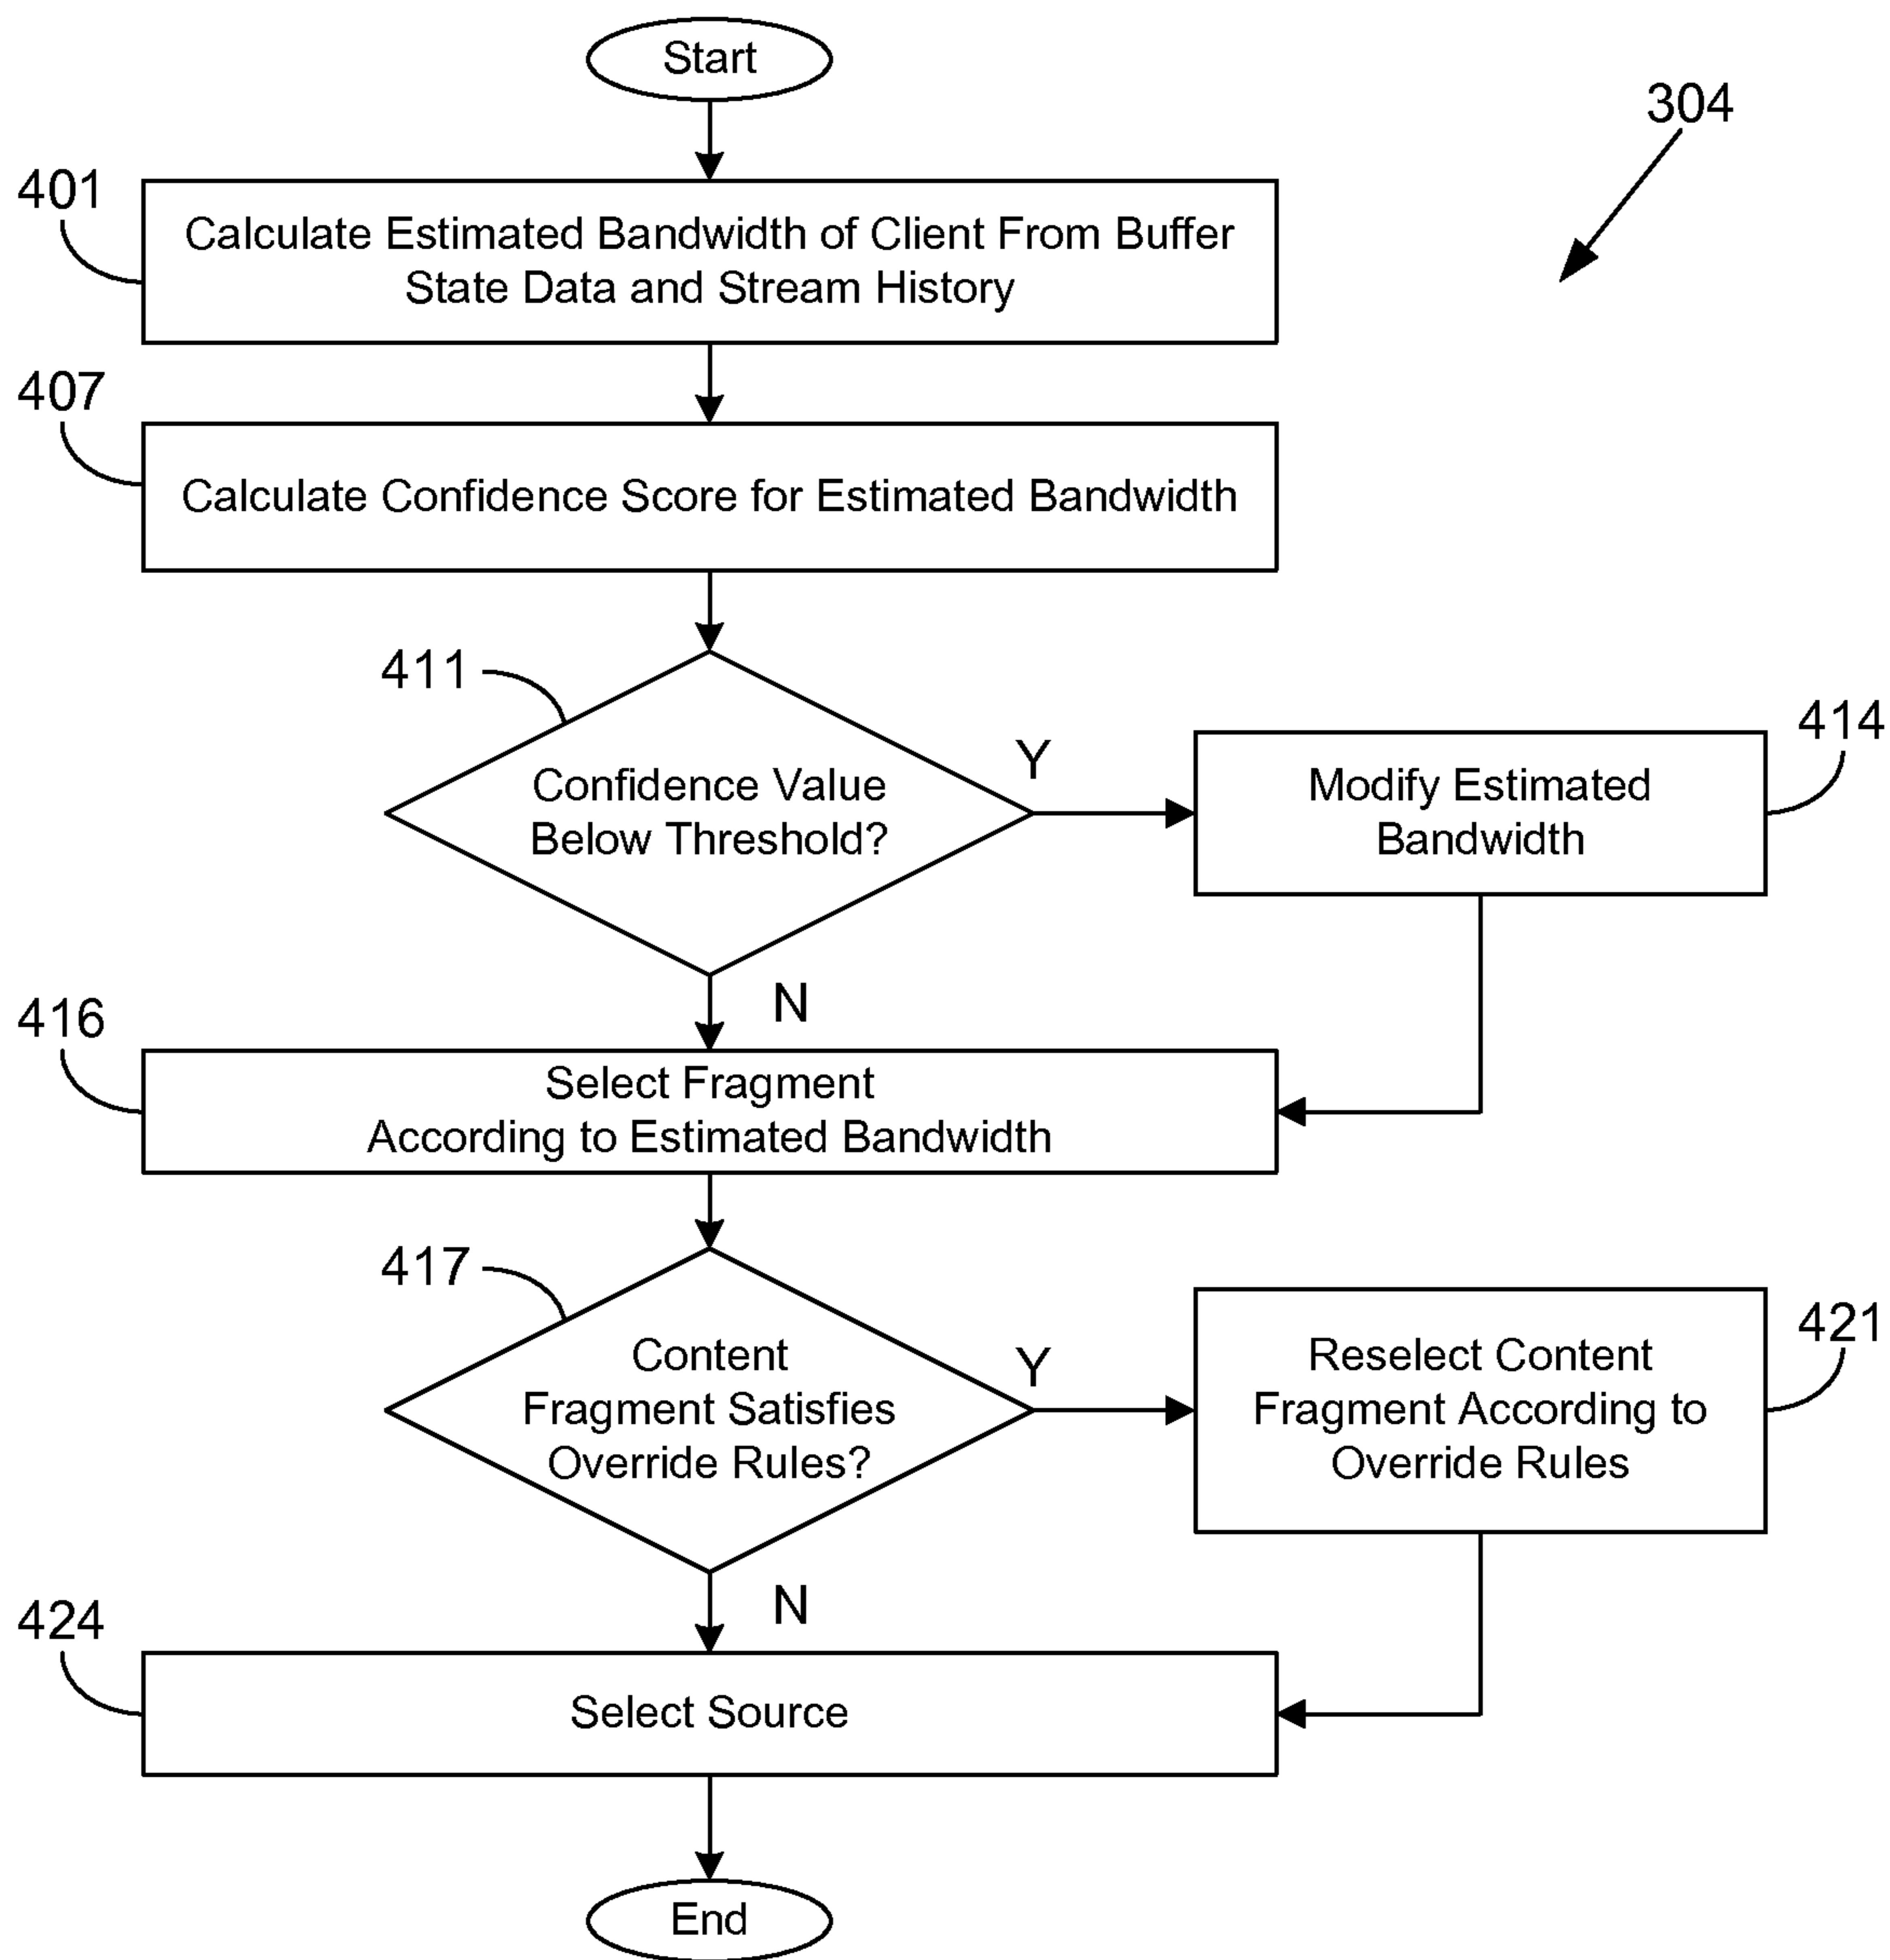 Start
304
401
Calculate Estimated Bandwidth of Client From Buffer
State Data and Stream History
407
Calculate Confidence Score for Estimated Bandwidth
411
Confidence Value
Below Threshold?
Y
414
Modify Estimated
Bandwidth
N
416
Select Fragment
According to Estimated Bandwidth
417
Content
Fragment Satisfies
Override Rules?
Y
421
Reselect Content
Fragment According to
Override Rules
N
424
Select Source
End